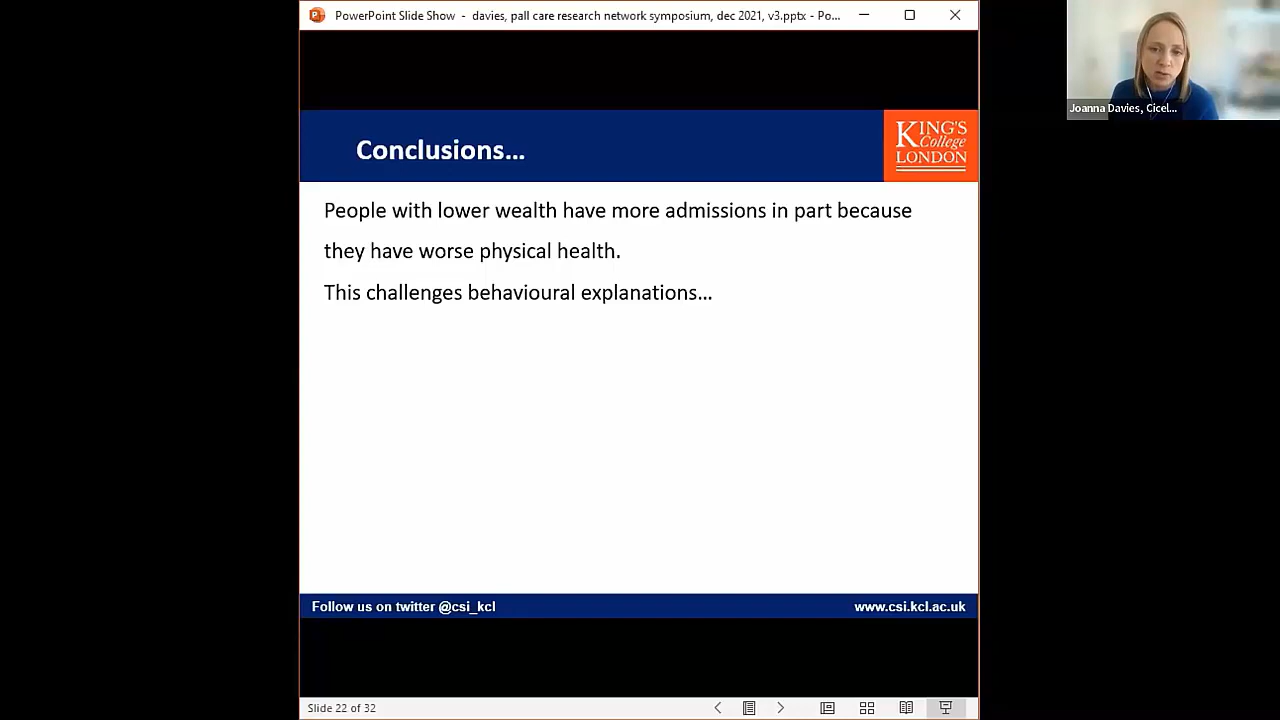 PowerPoint Slide Show - davies, pall care research network symposium, dec 2021, v3.pptx - Po...
Joanna Davies, Cicel...
Conclusions...
KING'S
College
LONDON
People with lower wealth have more admissions in part because
they have worse physical health.
This challenges behavioural explanations...
Follow us on twitter @csi_kcl
www.csi.kcl.ac.uk
Slide 22 of 32